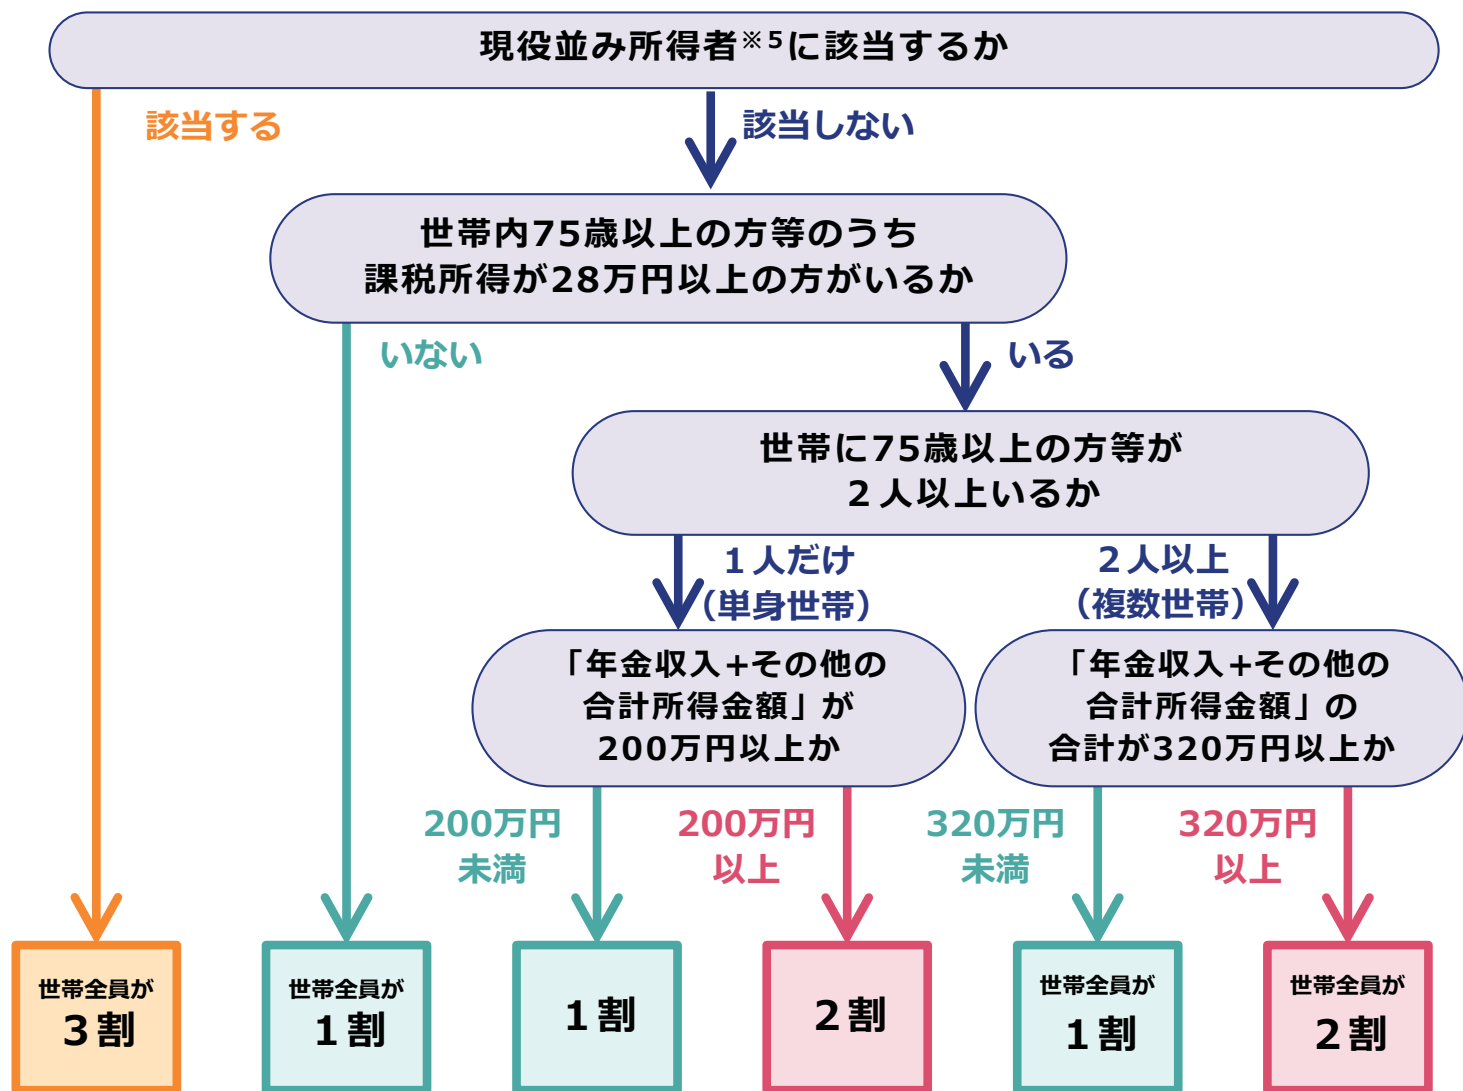 現役並み所得者※5に該当するか
該当する
該当しない
世帯内75歳以上の方等のうち
課税所得が28万円以上の方がいるか
いない
いる
世帯に75歳以上の方等が
２人以上いるか
１人だけ
（単身世帯）
２人以上
（複数世帯）
「年金収入+その他の
合計所得金額」が
200万円以上か
「年金収入+その他の
合計所得金額」の
合計が320万円以上か
200万円
未満
200万円
以上
320万円
未満
320万円
以上
世帯全員が
３割
世帯全員が
１割
１割
２割
世帯全員が
１割
世帯全員が
２割